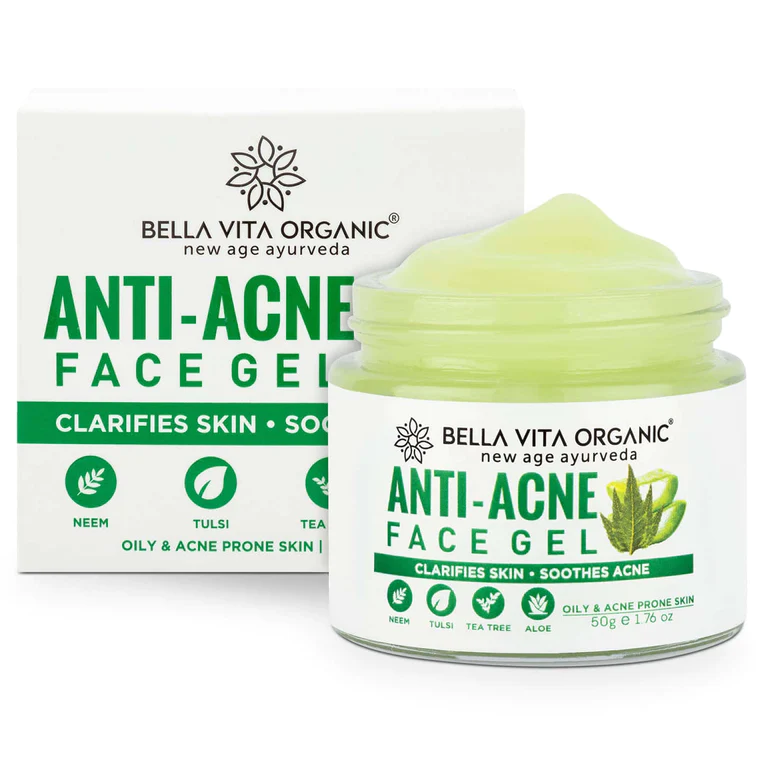 BELLA VITA ORGANIC®
new age ayurveda
ANTI-ACNE
FACE GEL
CLARIFIES SKIN •
NEEM TULSI TEA
OILY & ACNE PRONE SKIN |
BELLA VITA ORGANIC®
new age ayurveda
ANTI-ACNE
FACE GEL
CLARIFIES SKIN • SOOTHES ACNE
NEEM TULSI TEA TREE ALOE
OILY & ACNE PRONE SKIN
50g e 1.76 oz